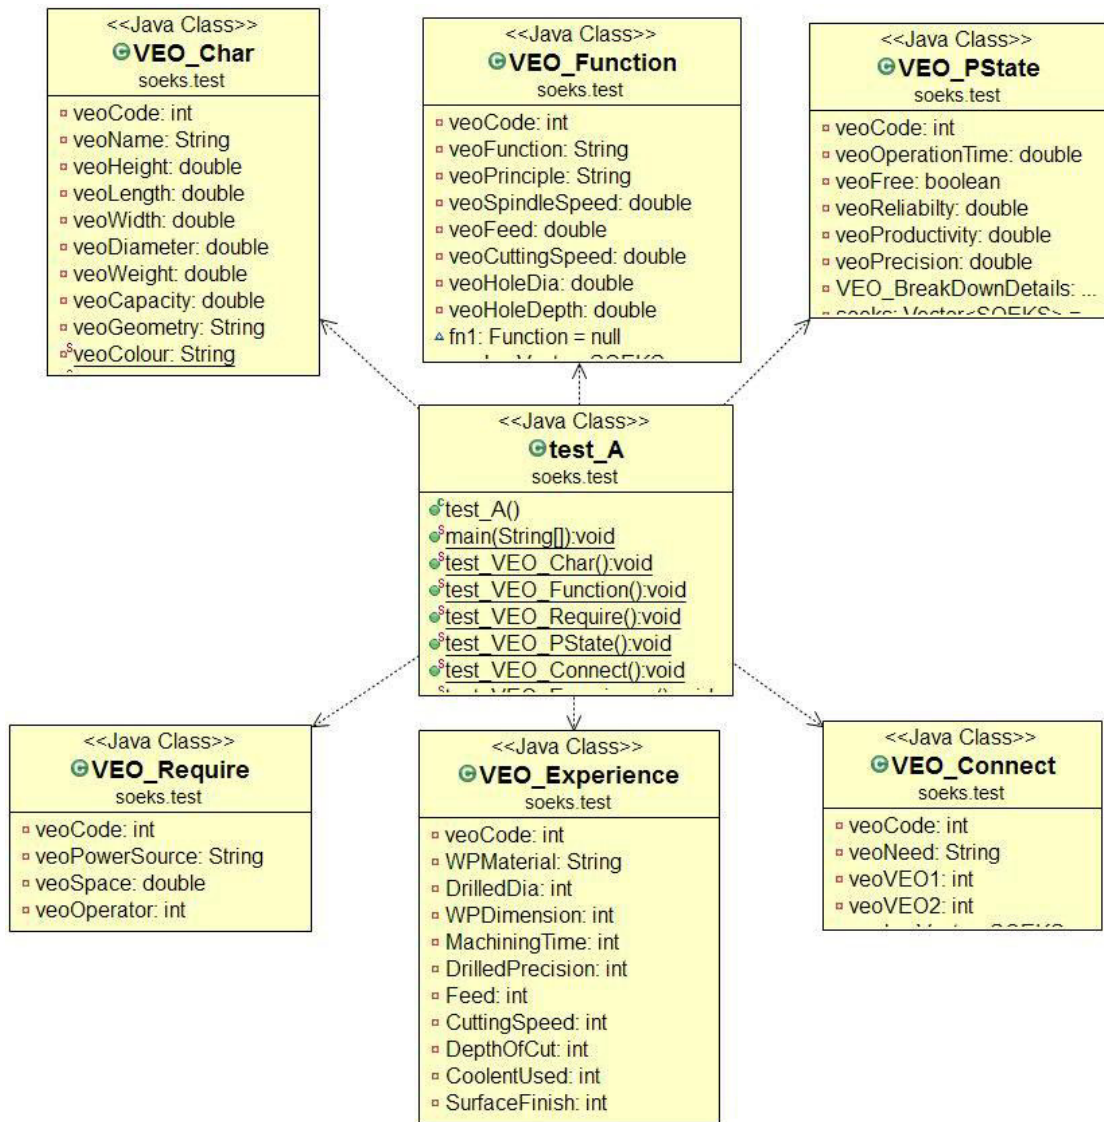 <<Java Class>>
VEO_Char
soeks.test
veoCode: int
veoName: String
veoHeight: double
veoLength: double
veoWidth: double
veoDiameter: double
veoWeight: double
veoCapacity: double
veoGeometry: String
veoColour: String
<<Java Class>>
VEO_Function
soeks.test
veoCode: int
veoFunction: String
veoPrinciple: String
veoSpindleSpeed: double
veoFeed: double
veoCuttingSpeed: double
veoHoleDia: double
veoHoleDepth: double
fn1: Function = null
<<Java Class>>
VEO_PState
soeks.test
veoCode: int
veoOperationTime: double
veoFree: boolean
veoReliabilty: double
veoProductivity: double
veoPrecision: double
VEO_BreakDownDetails: ...
soeks: Vector<SOEKS> =
<<Java Class>>
test_A
soeks.test
test_A()
main(String[]):void
test_VEO_Char():void
test_VEO_Function():void
test_VEO_Require():void
test_VEO_PState():void
test_VEO_Connect():void
<<Java Class>>
VEO_Require
soeks.test
veoCode: int
veoPowerSource: String
veoSpace: double
veoOperator: int
<<Java Class>>
VEO_Experience
soeks.test
veoCode: int
WPMaterial: String
DrilledDia: int
WPDimension: int
MachiningTime: int
DrilledPrecision: int
Feed: int
CuttingSpeed: int
DepthOfCut: int
CoolentUsed: int
SurfaceFinish: int
<<Java Class>>
VEO_Connect
soeks.test
veoCode: int
veoNeed: String
veoVEO1: int
veoVEO2: int